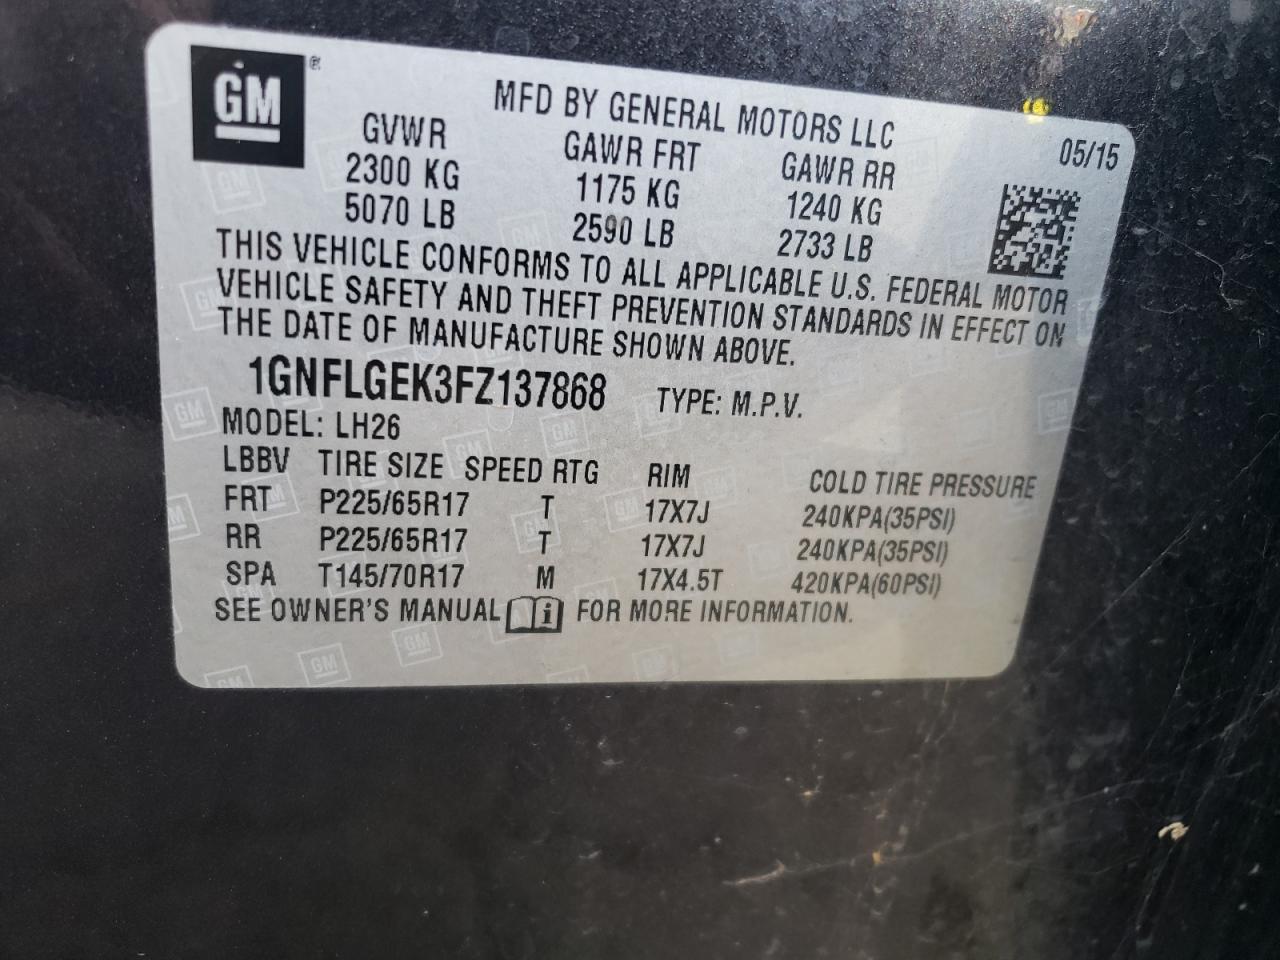 GM ®
MFD BY GENERAL MOTORS LLC
05/15
GVWR GAWR FRT GAWR RR
2300 KG 1175 KG 1240 KG
5070 LB 2590 LB 2733 LB
THIS VEHICLE CONFORMS TO ALL APPLICABLE U.S. FEDERAL MOTOR
VEHICLE SAFETY AND THEFT PREVENTION STANDARDS IN EFFECT ON
THE DATE OF MANUFACTURE SHOWN ABOVE.
1GNFLGEK3FZ137868 TYPE: M.P.V.
MODEL: LH26
LBBV TIRE SIZE SPEED RTG RIM COLD TIRE PRESSURE
FRT P225/65R17 T 17X7J 240KPA(35PSI)
RR P225/65R17 T 17X7J 240KPA(35PSI)
SPA T145/70R17 M 17X4.5T 420KPA(60PSI)
SEE OWNER'S MANUAL i FOR MORE INFORMATION.